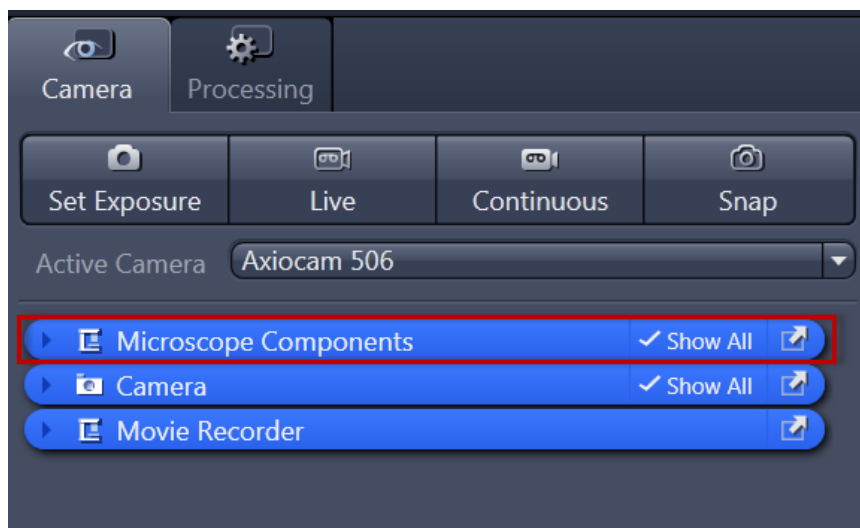 Camera Processing
Set Exposure Live Continuous Snap
Active Camera Axiocam 506
Microscope Components Show All
Camera Show All
Movie Recorder